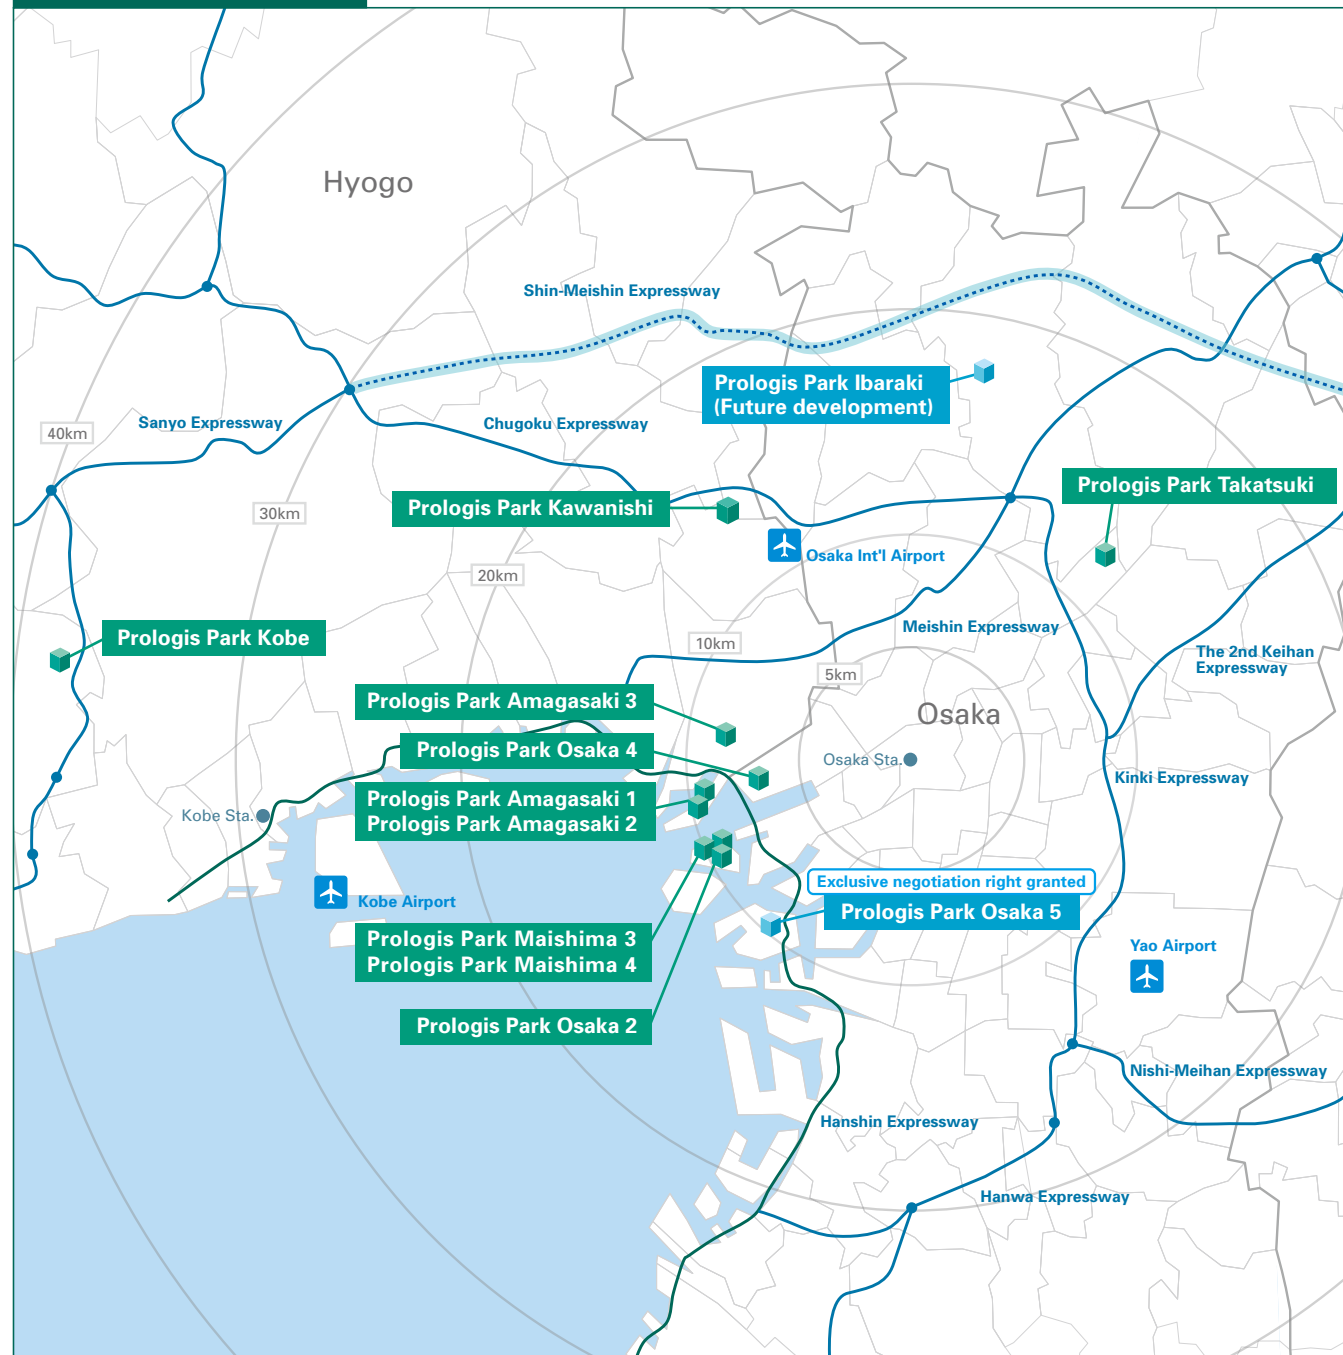 Hyogo
Shin-Meishin Expressway
Prologis Park Ibaraki
(Future development)
Sanyo Expressway
Chugoku Expressway
40km
Prologis Park Takatsuki
Prologis Park Kawanishi
30km
Osaka Int'l Airport
20km
Meishin Expressway
Prologis Park Kobe
10km
The 2nd Keihan
Expressway
5km
Prologis Park Amagasaki 3
Osaka
Prologis Park Osaka 4
Osaka Sta.
Kinki Expressway
Prologis Park Amagasaki 1
Prologis Park Amagasaki 2
Kobe Sta.
Exclusive negotiation right granted
Prologis Park Osaka 5
Kobe Airport
Prologis Park Maishima 3
Prologis Park Maishima 4
Yao Airport
Prologis Park Osaka 2
Nishi-Meihan Expressway
Hanshin Expressway
Hanwa Expressway